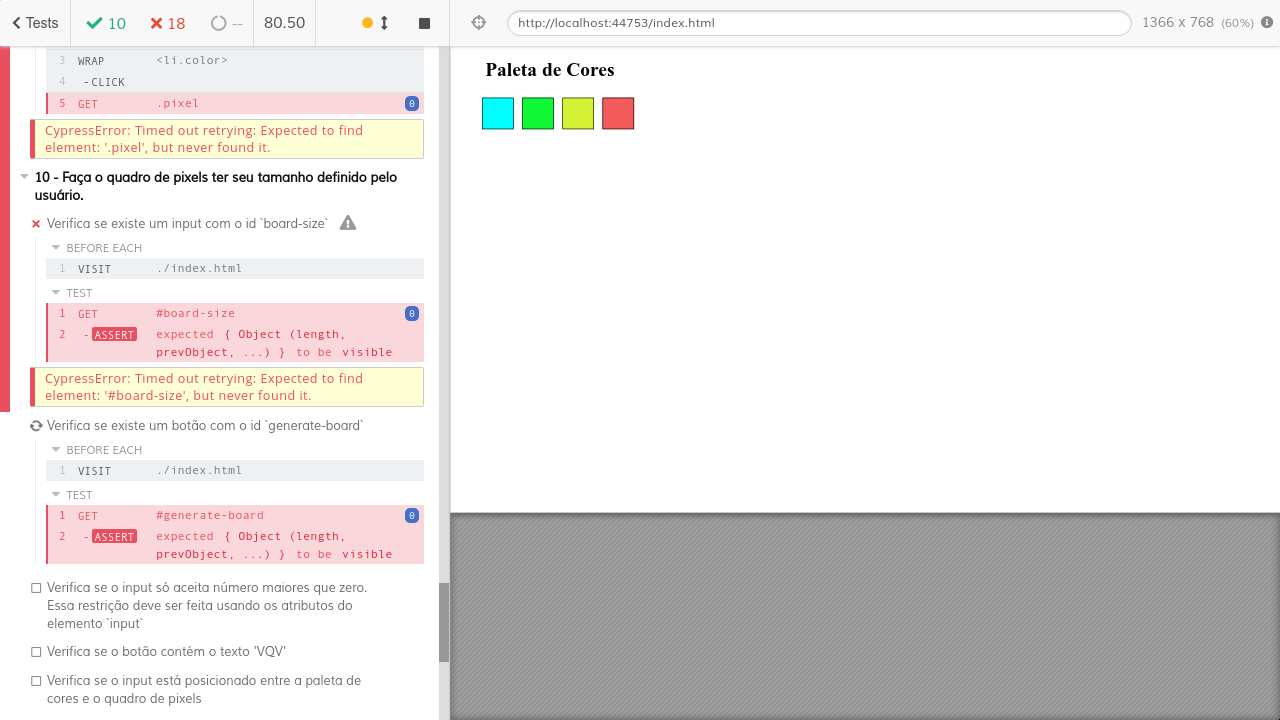 Tests 10 18 -- 80.50 http://localhost:44753/index.html 1366 x 768 (60%)
3 WRAP <li.color>
4 -CLICK
5 GET .pixel 0
CypressError: Timed out retrying: Expected to find
element: '.pixel', but never found it.
10 - Faça o quadro de pixels ter seu tamanho definido pelo
usuário.
Verifica se existe um input com o id `board-size`
BEFORE EACH
1 VISIT ./index.html
TEST
1 GET #board-size 0
2 -ASSERT expected { Object (length,
prevObject, ...) } to be visible
CypressError: Timed out retrying: Expected to find
element: '#board-size', but never found it.
Verifica se existe um botão com o id `generate-board`
BEFORE EACH
1 VISIT ./index.html
TEST
1 GET #generate-board 0
2 -ASSERT expected { Object (length,
prevObject, ...) } to be visible
Verifica se o input só aceita número maiores que zero.
Essa restrição deve ser feita usando os atributos do
elemento `input`
Verifica se o botão contém o texto 'VQV'
Verifica se o input está posicionado entre a paleta de
cores e o quadro de pixels
Paleta de Cores